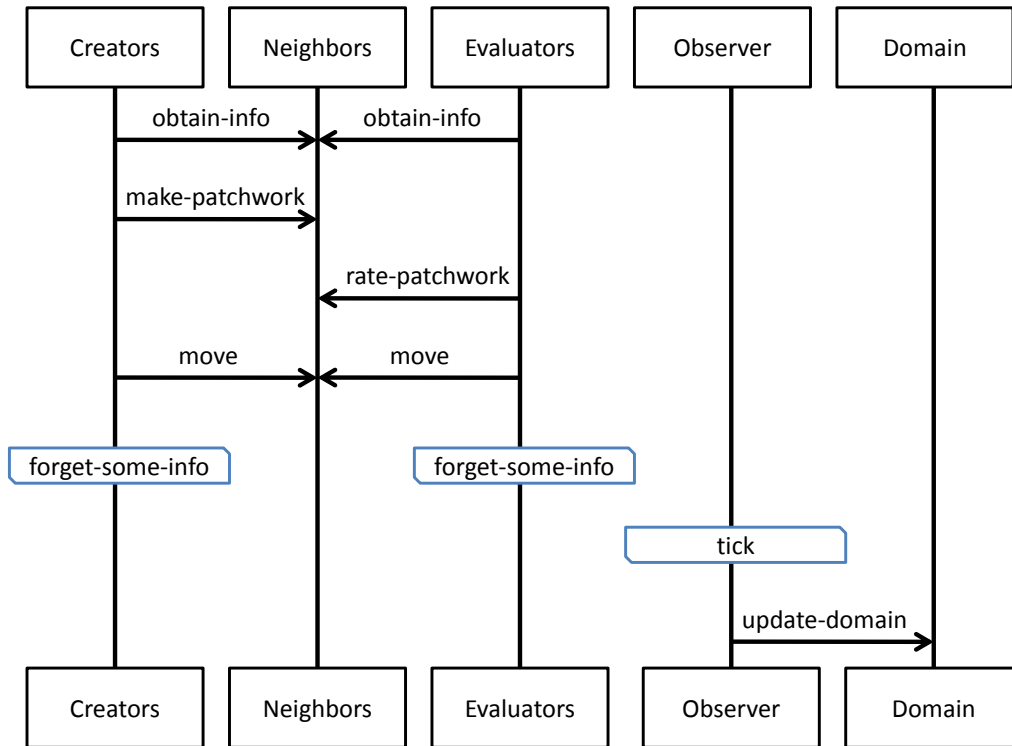 Creators
Neighbors
Evaluators
Observer
Domain
obtain-info
obtain-info
make-patchwork
rate-patchwork
move
move
forget-some-info
forget-some-info
tick
update-domain
Creators
Neighbors
Evaluators
Observer
Domain